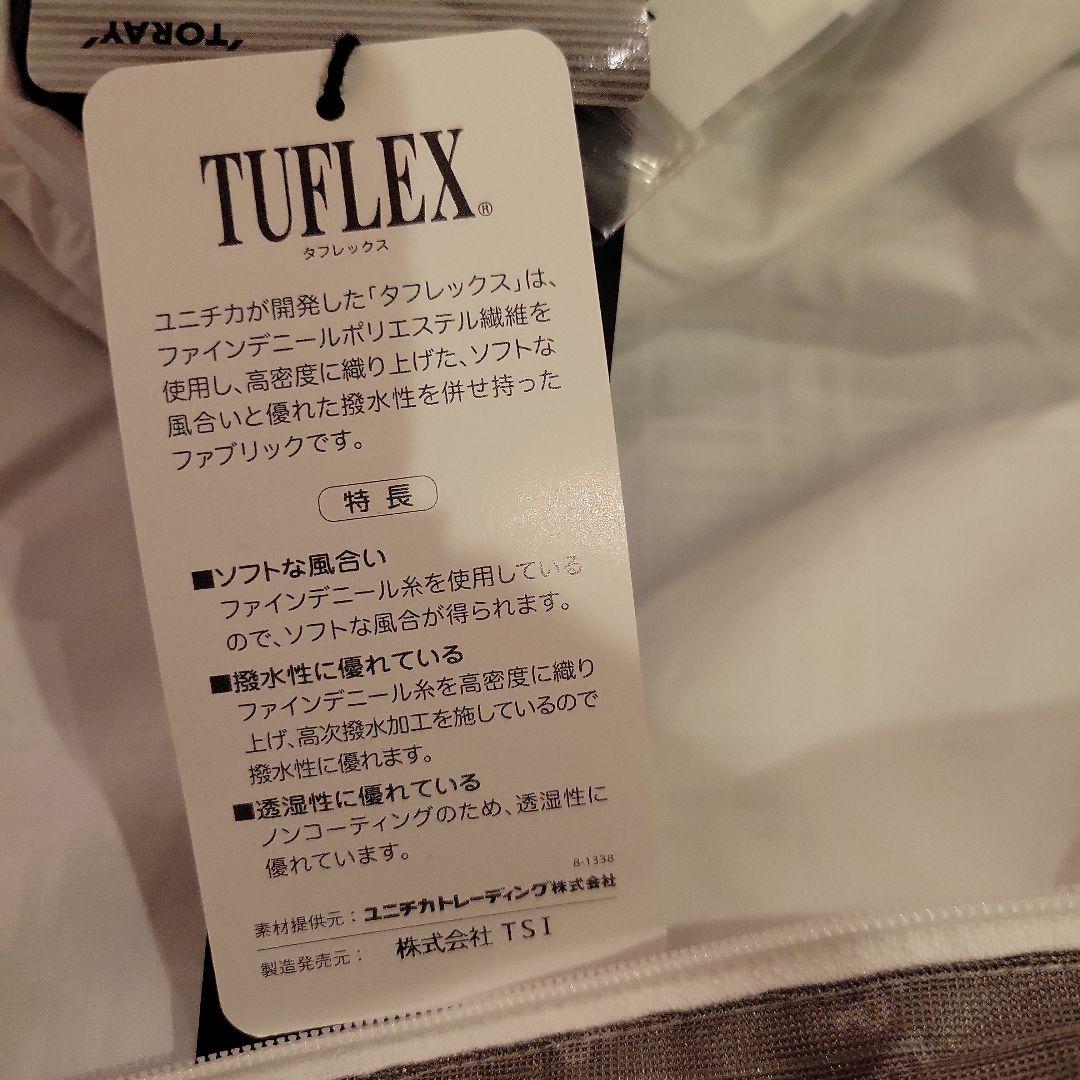 'TORAY'
TUFLEX®
タフレックス
ユニチカが開発した「タフレックス」は、
ファインデニールポリエステル繊維を
使用し、高密度に織り上げた、ソフトな
風合いと優れた撥水性を併せ持った
ファブリックです。
特長
■ソフトな風合い
ファインデニール糸を使用している
ので、ソフトな風合が得られます。
■撥水性に優れている
ファインデニール糸を高密度に織り
上げ、高次撥水加工を施しているので
撥水性に優れます。
■透湿性に優れている
ノンコーティングのため、透湿性に
優れています。
8-1338
素材提供元：ユニチカトレーディング株式会社
製造発売元： 株式会社 TSI